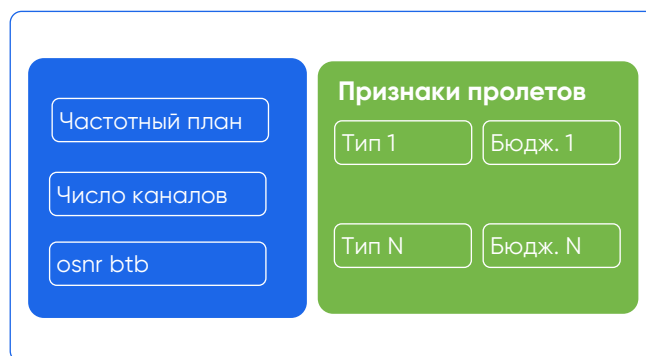 Частотный план
Число каналов
osnr btb
Признаки пролетов
Тип 1
Бюдж. 1
Тип N
Бюдж. N